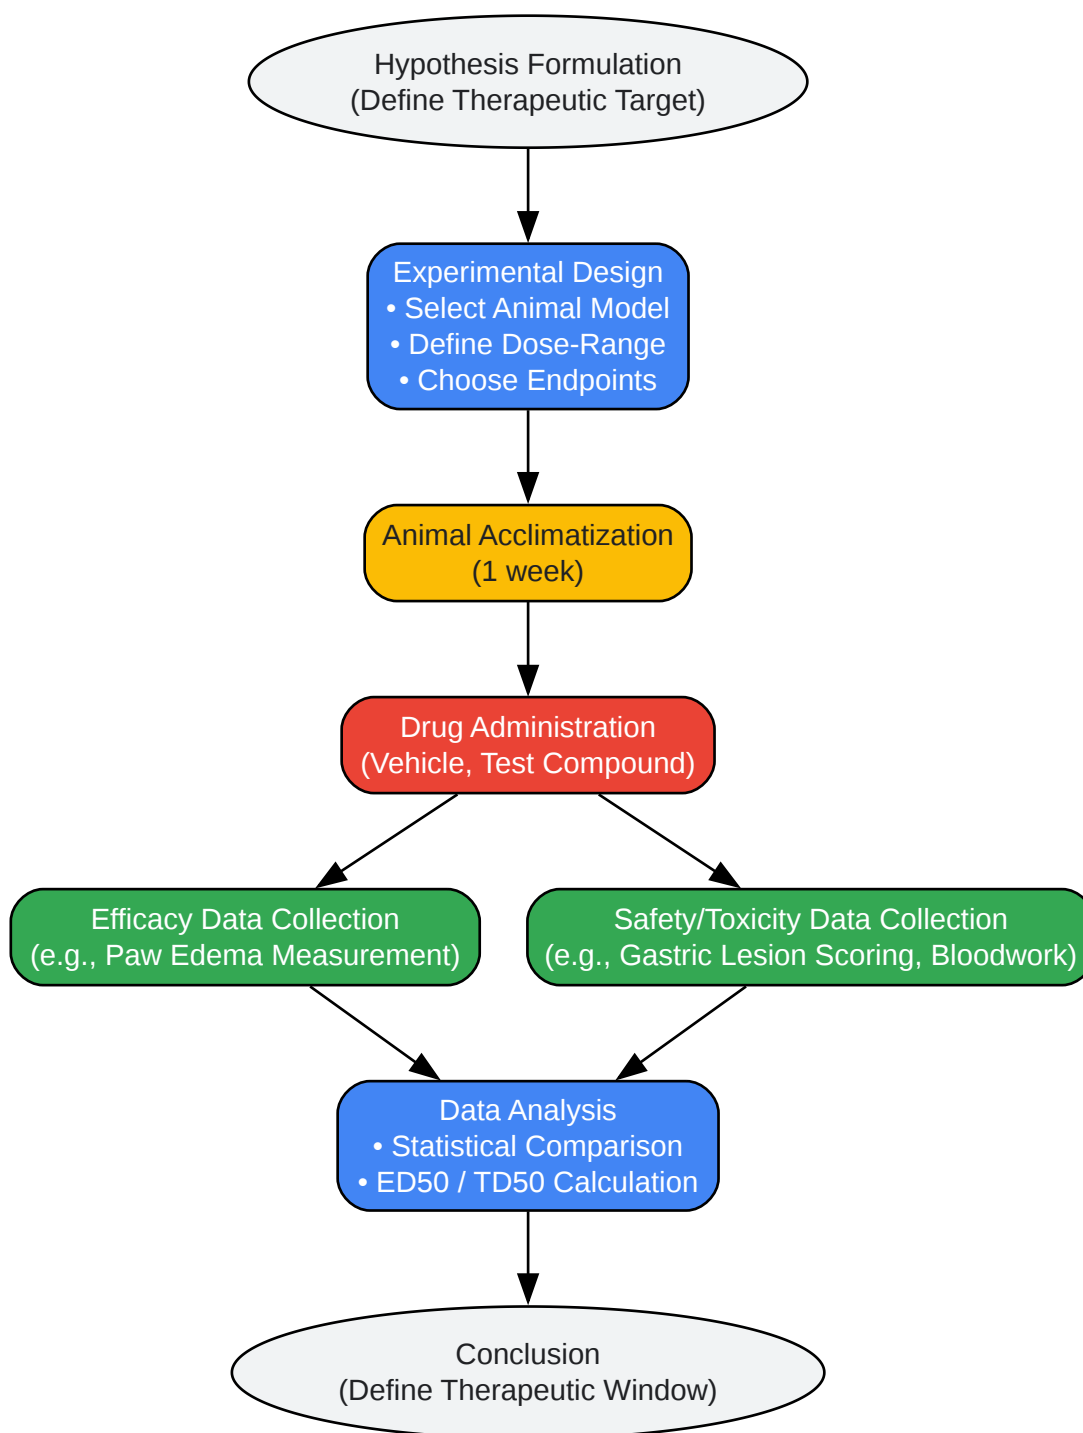 Hypothesis Formulation
(Define Therapeutic Target)
Experimental Design
• Select Animal Model
• Define Dose-Range
• Choose Endpoints
Animal Acclimatization
(1 week)
Drug Administration
(Vehicle, Test Compound)
Efficacy Data Collection
(e.g., Paw Edema Measurement)
Safety/Toxicity Data Collection
(e.g., Gastric Lesion Scoring, Bloodwork)
Data Analysis
• Statistical Comparison
• ED50 / TD50 Calculation
Conclusion
(Define Therapeutic Window)